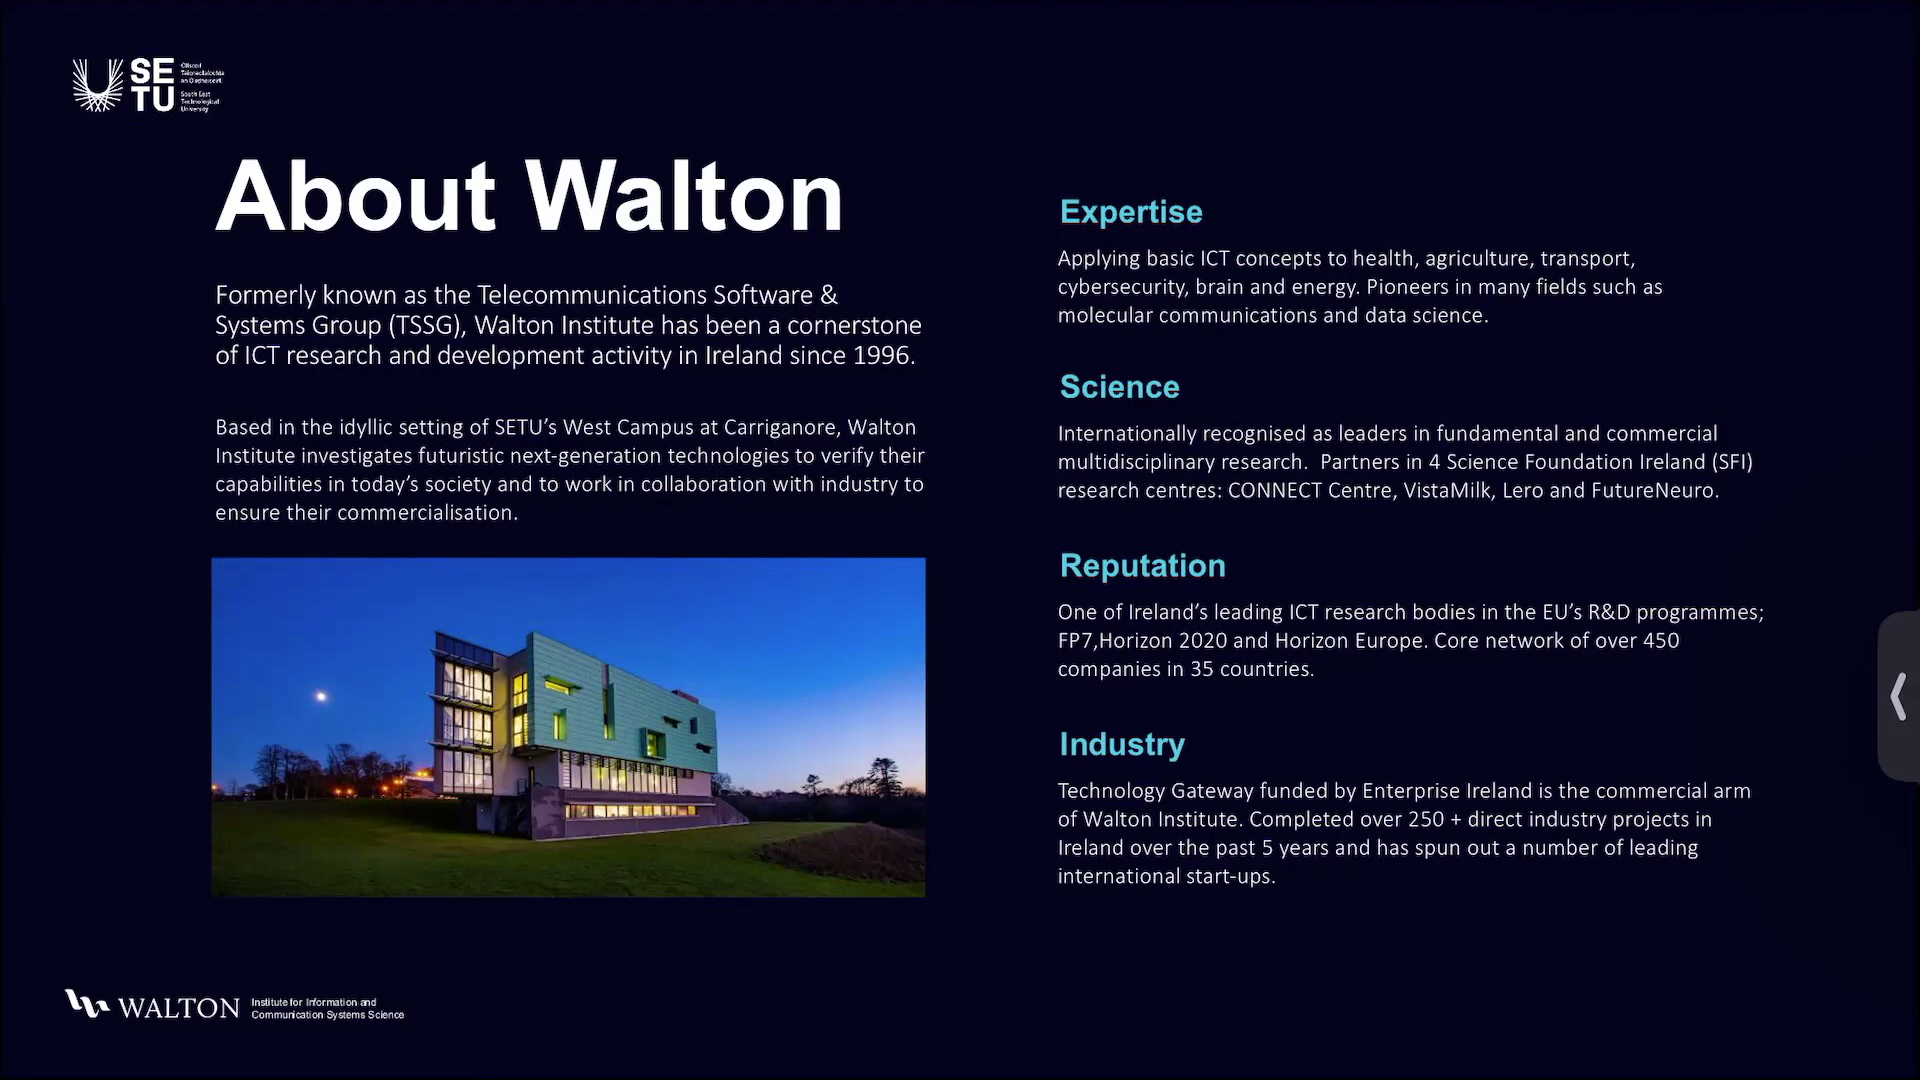 SE
TU
Ollscoil
Teicneolaíochta
an Oirdheiscirt
South East
Technological
University
About Walton
Formerly known as the Telecommunications Software &
Systems Group (TSSG), Walton Institute has been a cornerstone
of ICT research and development activity in Ireland since 1996.
Based in the idyllic setting of SETU’s West Campus at Carriganore, Walton
Institute investigates futuristic next-generation technologies to verify their
capabilities in today’s society and to work in collaboration with industry to
ensure their commercialisation.
Expertise
Applying basic ICT concepts to health, agriculture, transport,
cybersecurity, brain and energy. Pioneers in many fields such as
molecular communications and data science.
Science
Internationally recognised as leaders in fundamental and commercial
multidisciplinary research.  Partners in 4 Science Foundation Ireland (SFI)
research centres: CONNECT Centre, VistaMilk, Lero and FutureNeuro.
Reputation
One of Ireland’s leading ICT research bodies in the EU’s R&D programmes;
FP7,Horizon 2020 and Horizon Europe. Core network of over 450
companies in 35 countries.
Industry
Technology Gateway funded by Enterprise Ireland is the commercial arm
of Walton Institute. Completed over 250 + direct industry projects in
Ireland over the past 5 years and has spun out a number of leading
international start-ups.
WALTON
Institute for Information and
Communication Systems Science